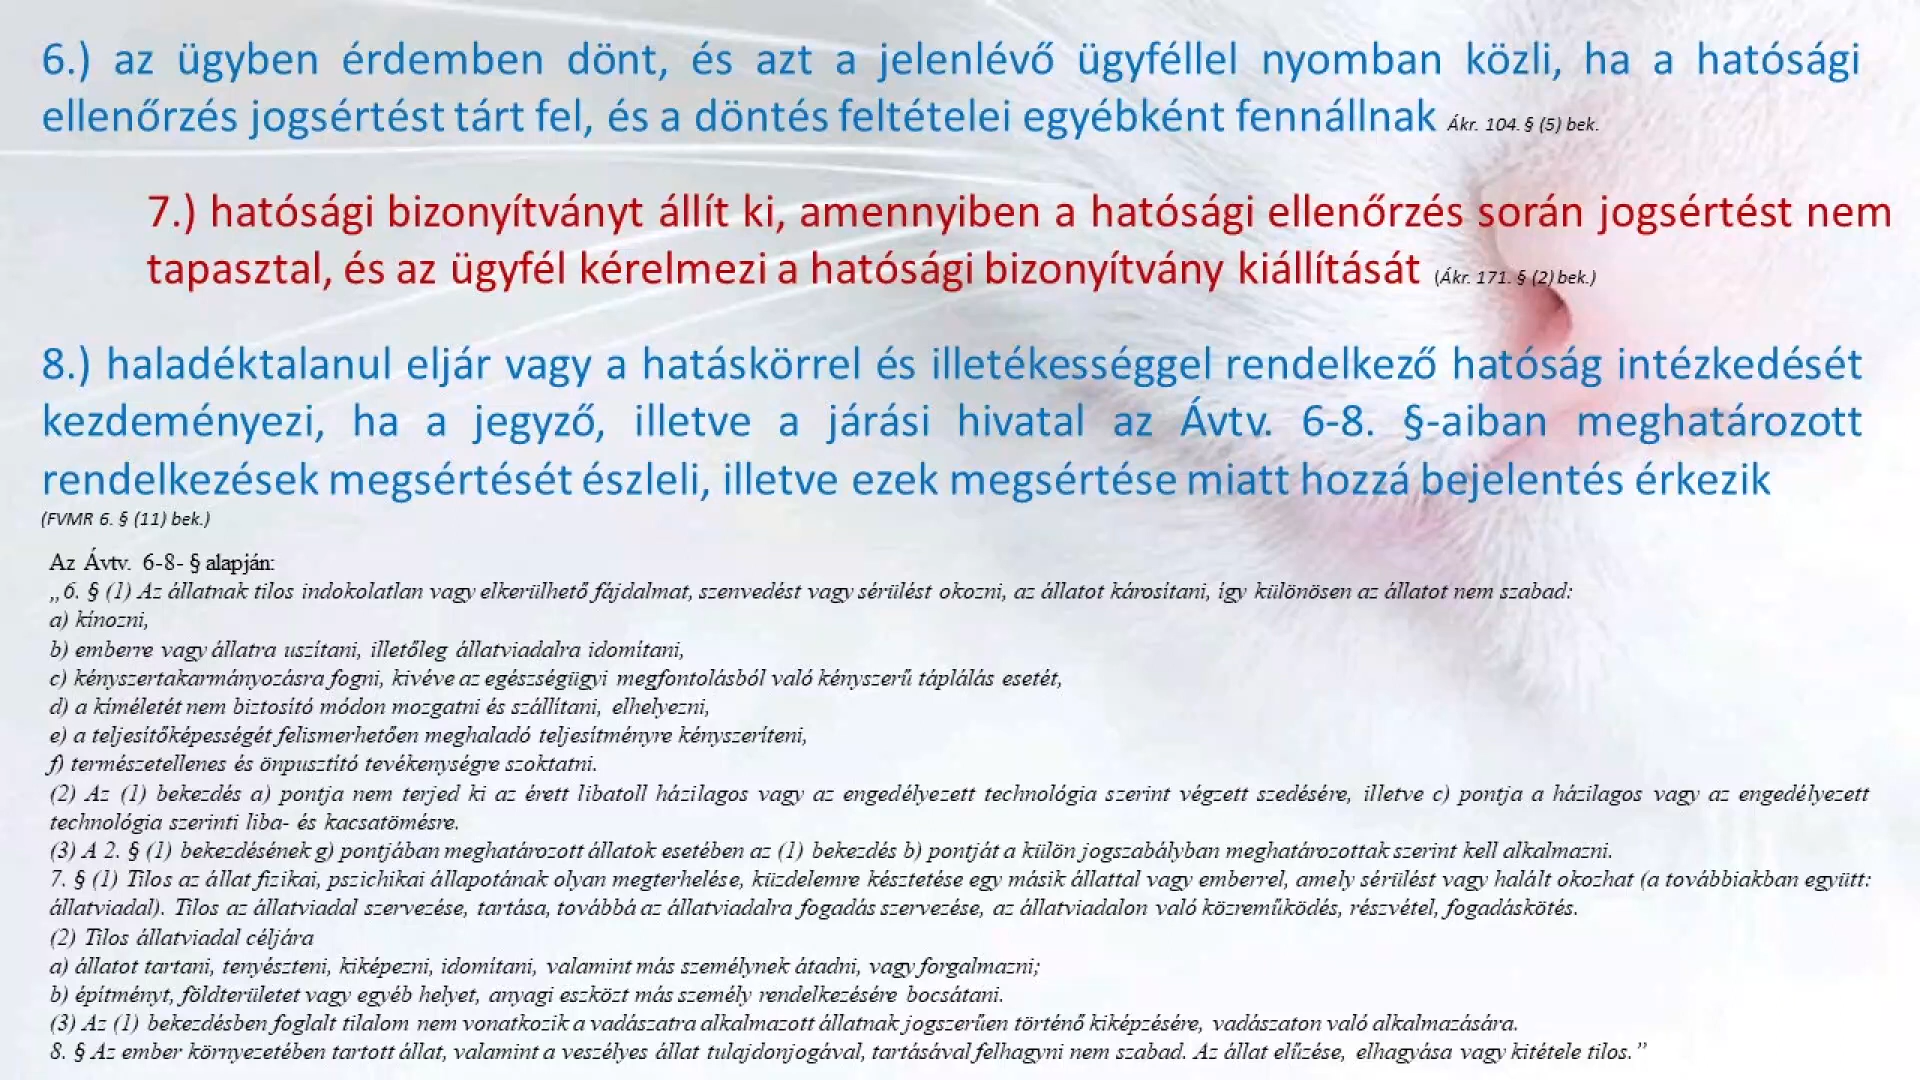 6.) az ügyben érdemben dönt, és azt a jelenlévő ügyféllel nyomban közli, ha a hatósági
ellenőrzés jogsértést tárt fel, és a döntés feltételei egyébként fennállnak Ákr. 104. § (5) bek.
7.) hatósági bizonyítványt állít ki, amennyiben a hatósági ellenőrzés során jogsértést nem
tapasztal, és az ügyfél kérelmezi a hatósági bizonyítvány kiállítását (Ákr. 171. § (2) bek.)
8.) haladéktalanul eljár vagy a hatáskörrel és illetékességgel rendelkező hatóság intézkedését
kezdeményezi, ha a jegyző, illetve a járási hivatal az Ávtv. 6-8. §-aiban meghatározott
rendelkezések megsértését észleli, illetve ezek megsértése miatt hozzá bejelentés érkezik
(FVMR 6. § (11) bek.)
Az Ávtv. 6-8- § alapján:
„6. § (1) Az állatnak tilos indokolatlan vagy elkerülhető fájdalmat, szenvedést vagy sérülést okozni, az állatot károsítani, így különösen az állatot nem szabad:
a) kínozni,
b) emberre vagy állatra uszítani, illetőleg állatviadalra idomítani,
c) kényszertakarmányozásra fogni, kivéve az egészségügyi megfontolásból való kényszerű táplálás esetét,
d) a kíméletét nem biztosító módon mozgatni és szállítani, elhelyezni,
e) a teljesítőképességét felismerhetően meghaladó teljesítményre kényszeríteni,
f) természetellenes és önpusztító tevékenységre szoktatni.
(2) Az (1) bekezdés a) pontja nem terjed ki az érett libatoll házilagos vagy az engedélyezett technológia szerint végzett szedésére, illetve c) pontja a házilagos vagy az engedélyezett
technológia szerinti liba- és kacsatömésre.
(3) A 2. § (1) bekezdésének g) pontjában meghatározott állatok esetében az (1) bekezdés b) pontját a külön jogszabályban meghatározottak szerint kell alkalmazni.
7. § (1) Tilos az állat fizikai, pszichikai állapotának olyan megterhelése, küzdelemre késztetése egy másik állattal vagy emberrel, amely sérülést vagy halált okozhat (a továbbiakban együtt:
állatviadal). Tilos az állatviadal szervezése, tartása, továbbá az állatviadalra fogadás szervezése, az állatviadalon való közreműködés, részvétel, fogadáskötés.
(2) Tilos állatviadal céljára
a) állatot tartani, tenyészteni, kiképezni, idomítani, valamint más személynek átadni, vagy forgalmazni;
b) építményt, földterületet vagy egyéb helyet, anyagi eszközt más személy rendelkezésére bocsátani.
(3) Az (1) bekezdésben foglalt tilalom nem vonatkozik a vadászatra alkalmazott állatnak jogszerűen történő kiképzésére, vadászaton való alkalmazására.
8. § Az ember környezetében tartott állat, valamint a veszélyes állat tulajdonjogával, tartásával felhagyni nem szabad. Az állat elűzése, elhagyása vagy kitétele tilos.”